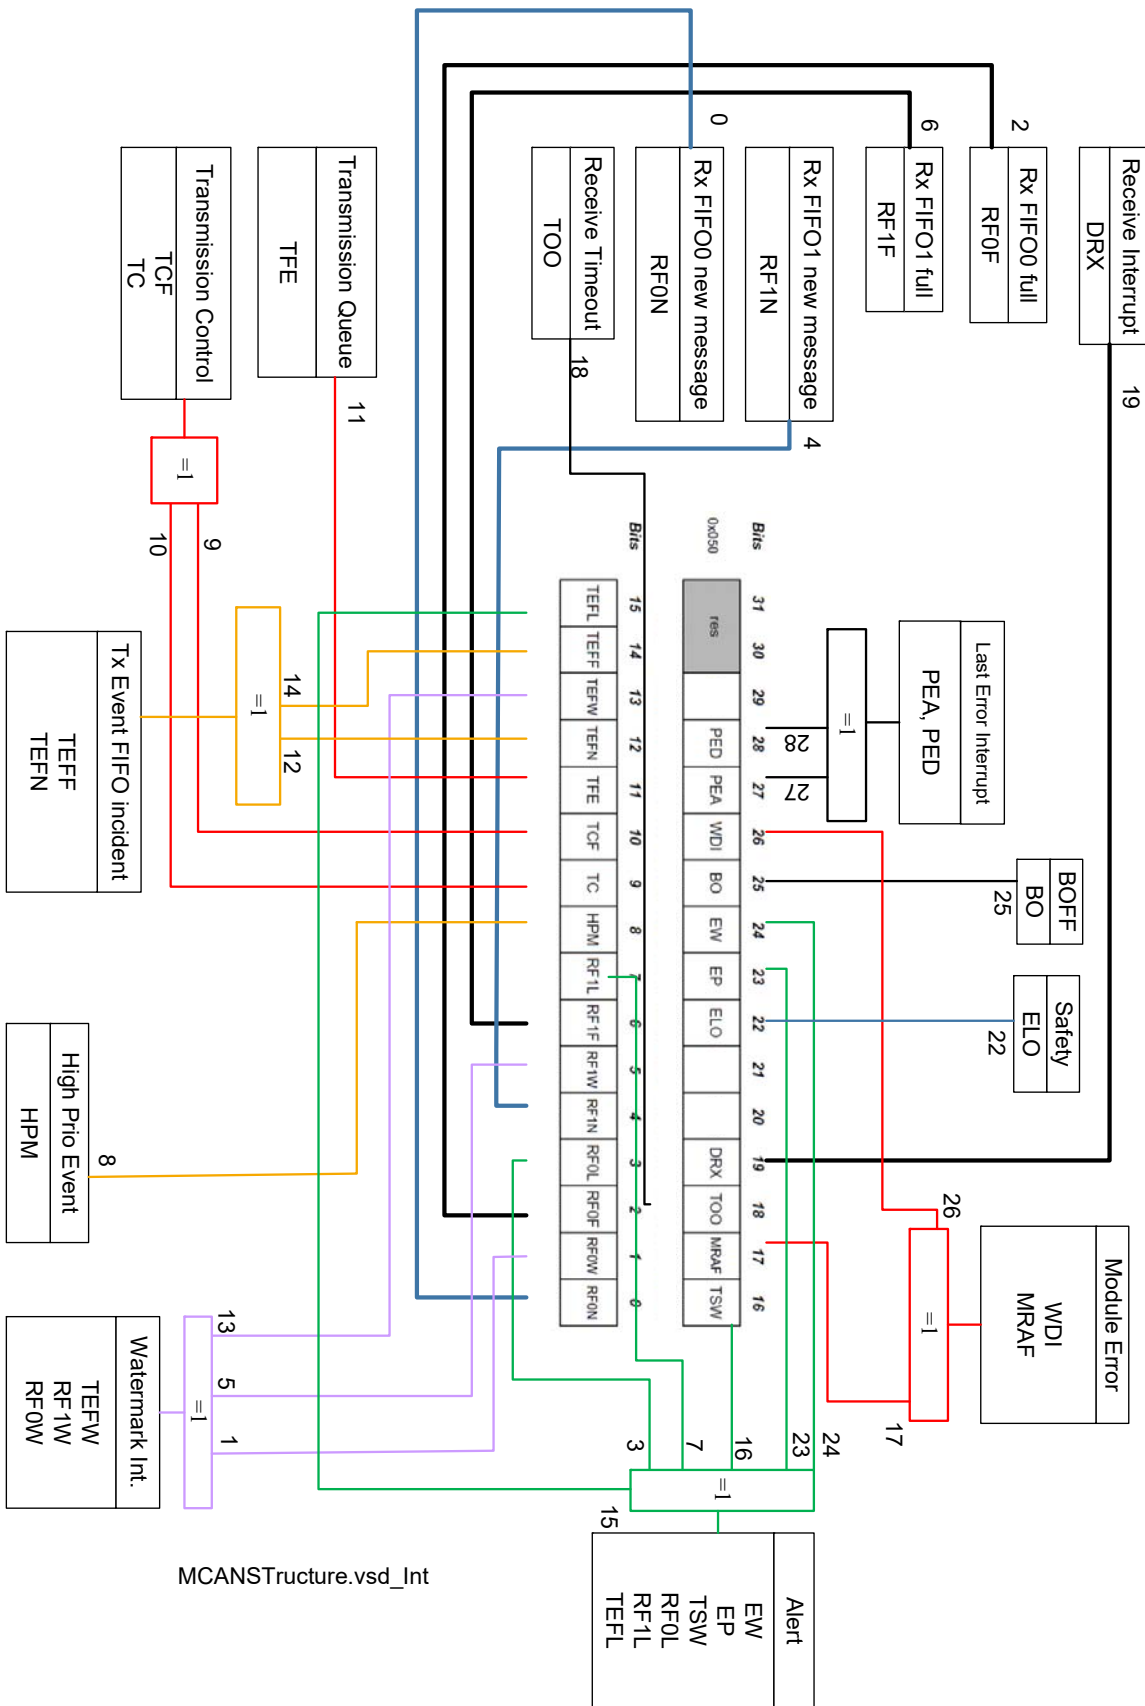 Receive Interrupt
DRX
19
Rx FIFO0 full
RF0F
2
Rx FIFO1 full
RF1F
6
Rx FIFO1 new message
RF1N
4
Rx FIFO0 new message
RF0N
0
Receive Timeout
TOO
18
Transmission Queue
TFE
11
Transmission Control
TCF
TC
=1
9
10
Last Error Interrupt
PEA, PED
=1
28
27
BOFF
BO
25
Safety
ELO
22
Module Error
WDI
MRAF
=1
26
17
Bits 31 30 29 28 27 26 25 24 23 22 21 20 19 18 17 16
0x050 res PED PEA WDI BO EW EP ELO DRX TOO MRAF TSW
Bits 15 14 13 12 11 10 9 8 7 6 5 4 3 2 1 0
TEFL TEFF TEFW TEFN TFE TCF TC HPM RF1L RF1F RF1W RF1N RF0L RF0F RF0W RF0N
24
23
16
7
3
15
=1
Alert
EW
EP
TSW
RF0L
RF1L
TEFL
14
12
=1
Tx Event FIFO incident
TEFF
TEFN
8
High Prio Event
HPM
13
5
1
=1
Watermark Int.
TEFW
RF1W
RF0W
MCANSTructure.vsd_Int